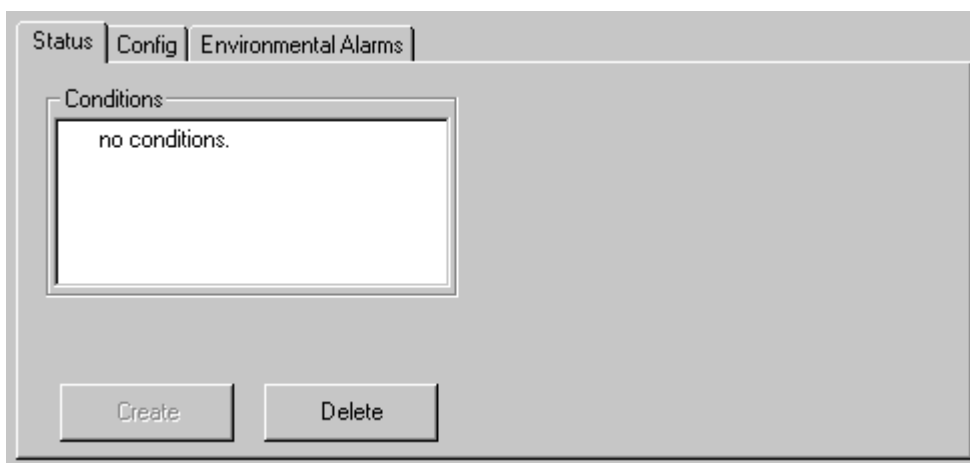 Status Config Environmental Alarms
Conditions
no conditions.
Create Delete